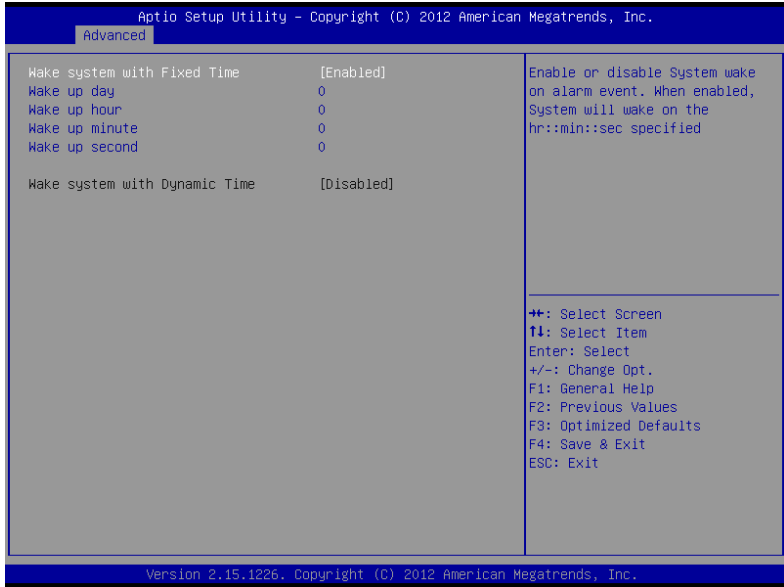 Aptio Setup Utility – Copyright (C) 2012 American Megatrends, Inc.
Advanced
Wake system with Fixed Time [Enabled]
Wake up day 0
Wake up hour 0
Wake up minute 0
Wake up second 0
Wake system with Dynamic Time [Disabled]
Enable or disable System wake
on alarm event. When enabled,
System will wake on the
hr::min::sec specified
→←: Select Screen
↑↓: Select Item
Enter: Select
+/-: Change Opt.
F1: General Help
F2: Previous Values
F3: Optimized Defaults
F4: Save & Exit
ESC: Exit
Version 2.15.1226. Copyright (C) 2012 American Megatrends, Inc.